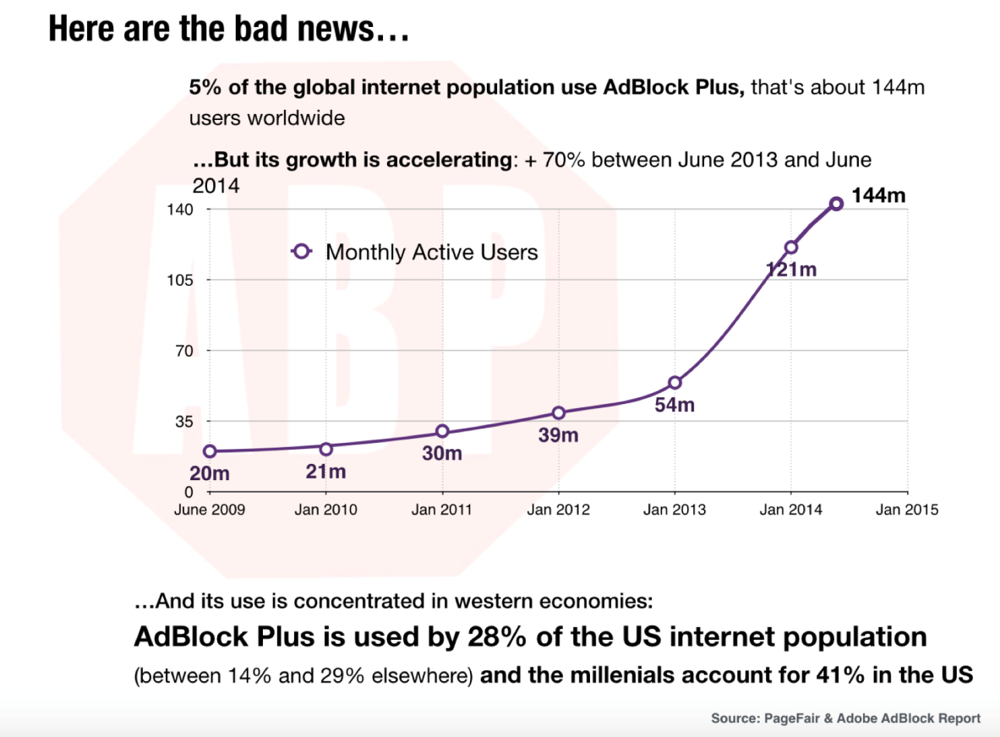 Here are the bad news…
5% of the global internet population use AdBlock Plus, that's about 144m
users worldwide
…But its growth is accelerating: + 70% between June 2013 and June
2014
144m
140
Monthly Active Users
121m
105
70
54m
35
39m
30m
20m
21m
0
June 2009 Jan 2010 Jan 2011 Jan 2012 Jan 2013 Jan 2014 Jan 2015
ABP
…And its use is concentrated in western economies:
AdBlock Plus is used by 28% of the US internet population
(between 14% and 29% elsewhere) and the millenials account for 41% in the US
Source: PageFair & Adobe AdBlock Report